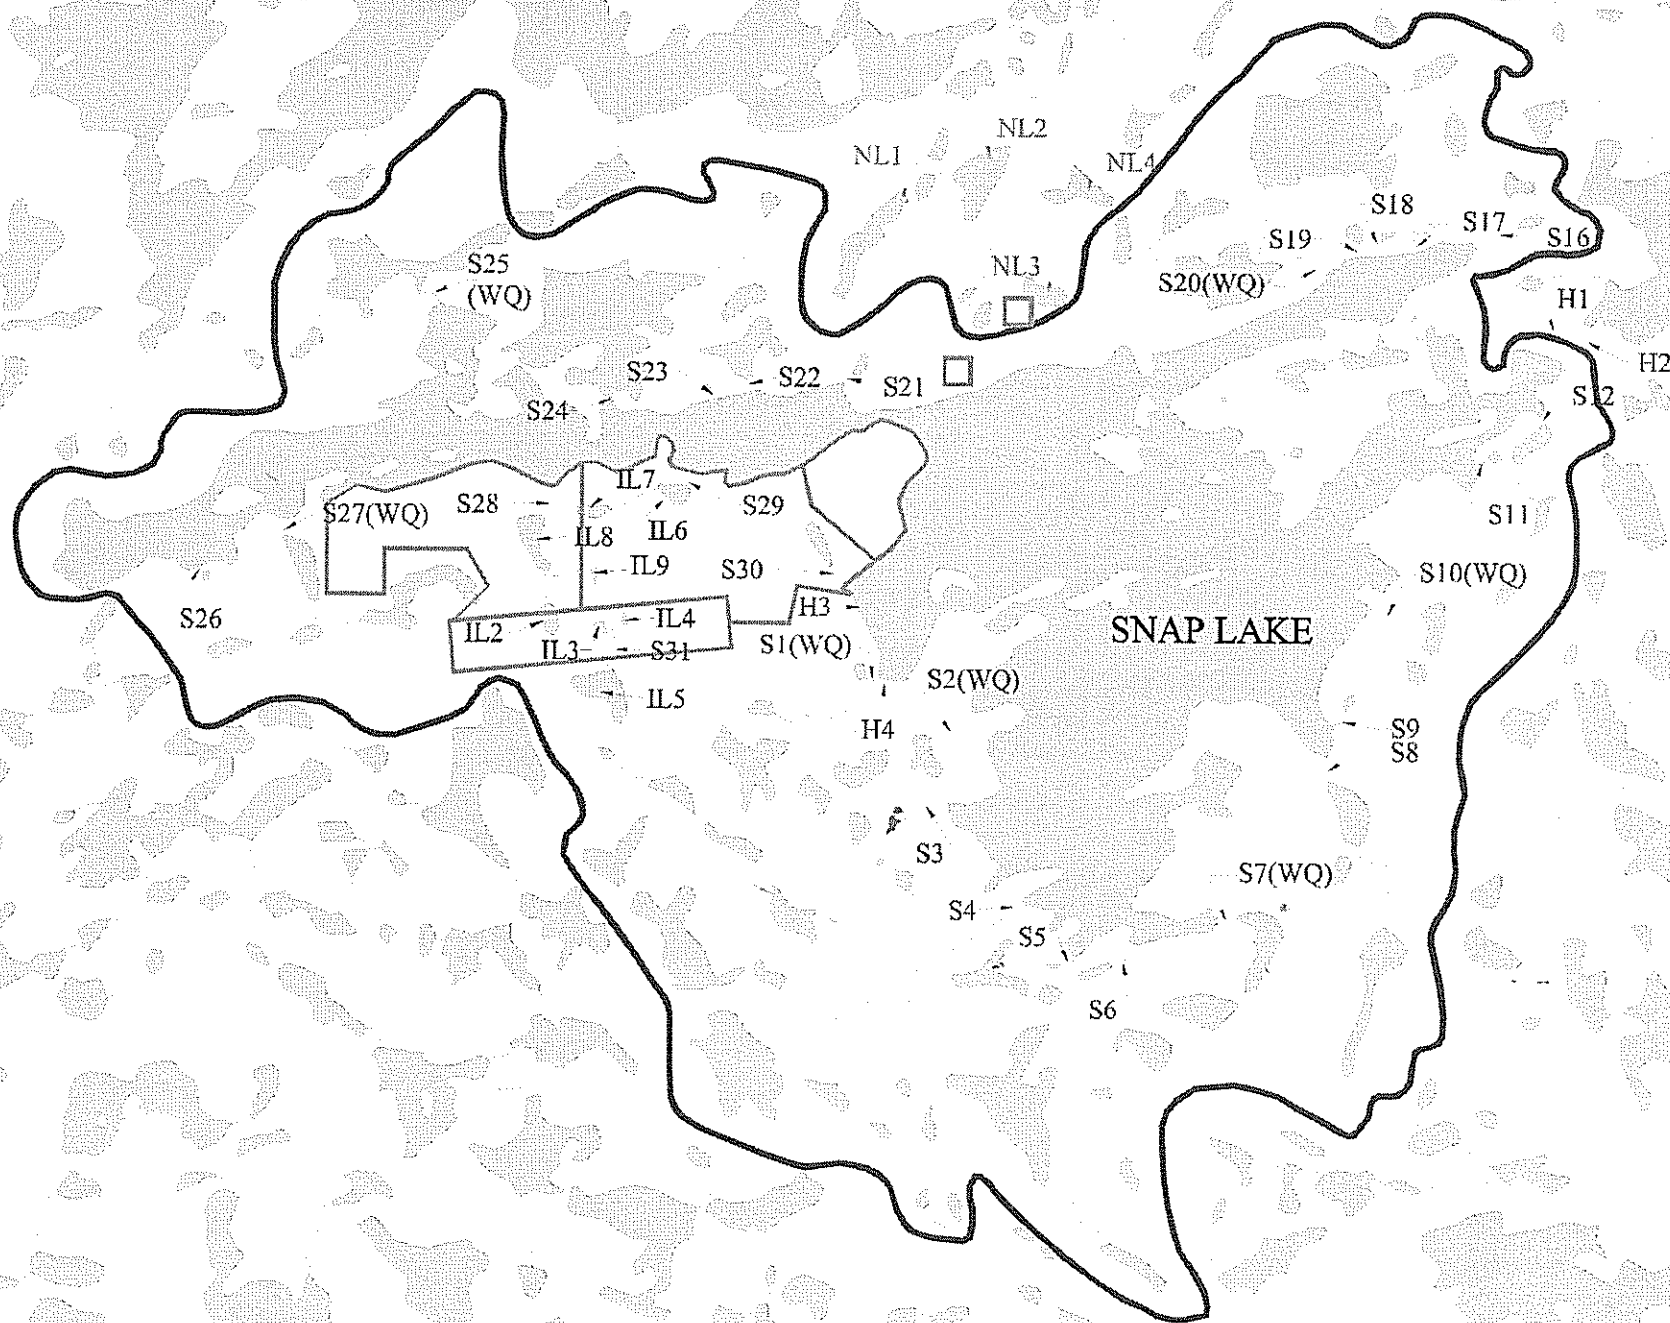 NL2
NL1
NL4
S18
S17
S16
S19
S25
(WQ)
NL3
S20(WQ)
H1
H2
S23
S22
S21
S12
S24
IL7
S28
S29
S27(WQ)
S11
IL6
IL8
IL9
S30
S10(WQ)
H3
S26
IL4
IL2
SNAP LAKE
IL3
S31
S1(WQ)
S2(WQ)
IL5
H4
S9
S8
S3
S7(WQ)
S4
S5
S6